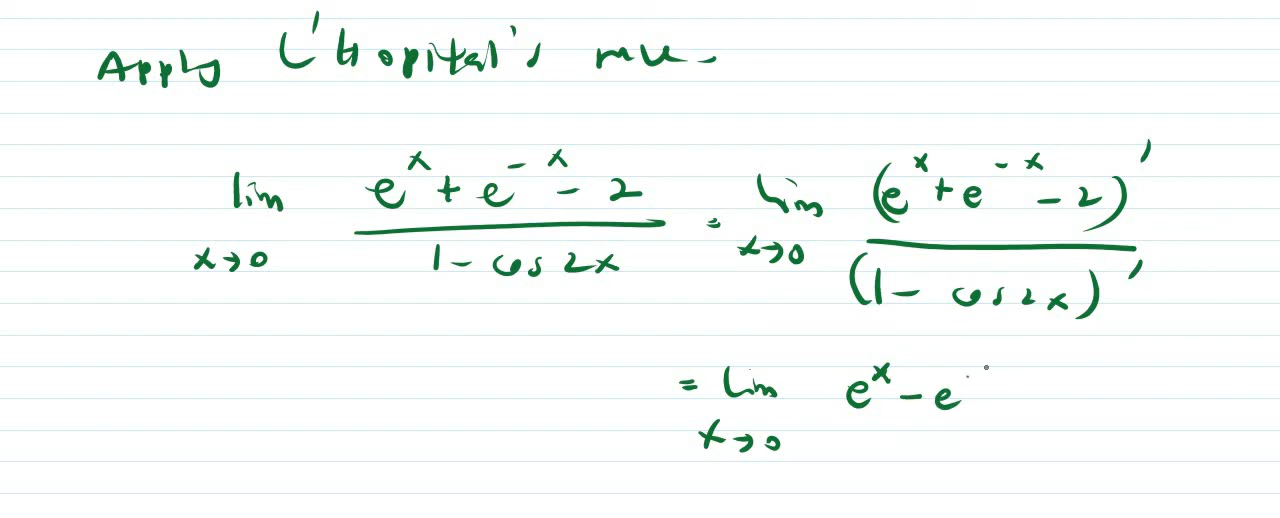 Apply L'Hopital's rule.
lim x→0 (e^x + e^-x - 2)/(1 - cos 2x) = lim x→0 (e^x + e^-x - 2)'/(1 - cos 2x)'
= lim x→0 e^x - e